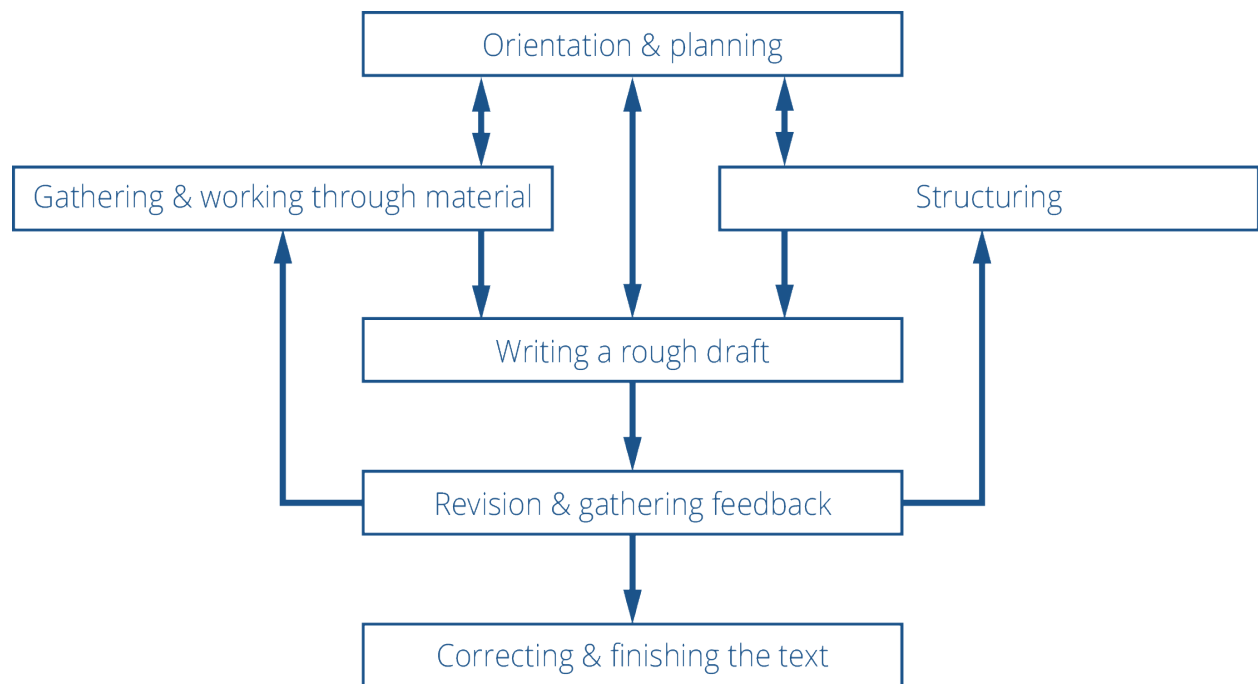 Orientation & planning
Gathering & working through material
Structuring
Writing a rough draft
Revision & gathering feedback
Correcting & finishing the text